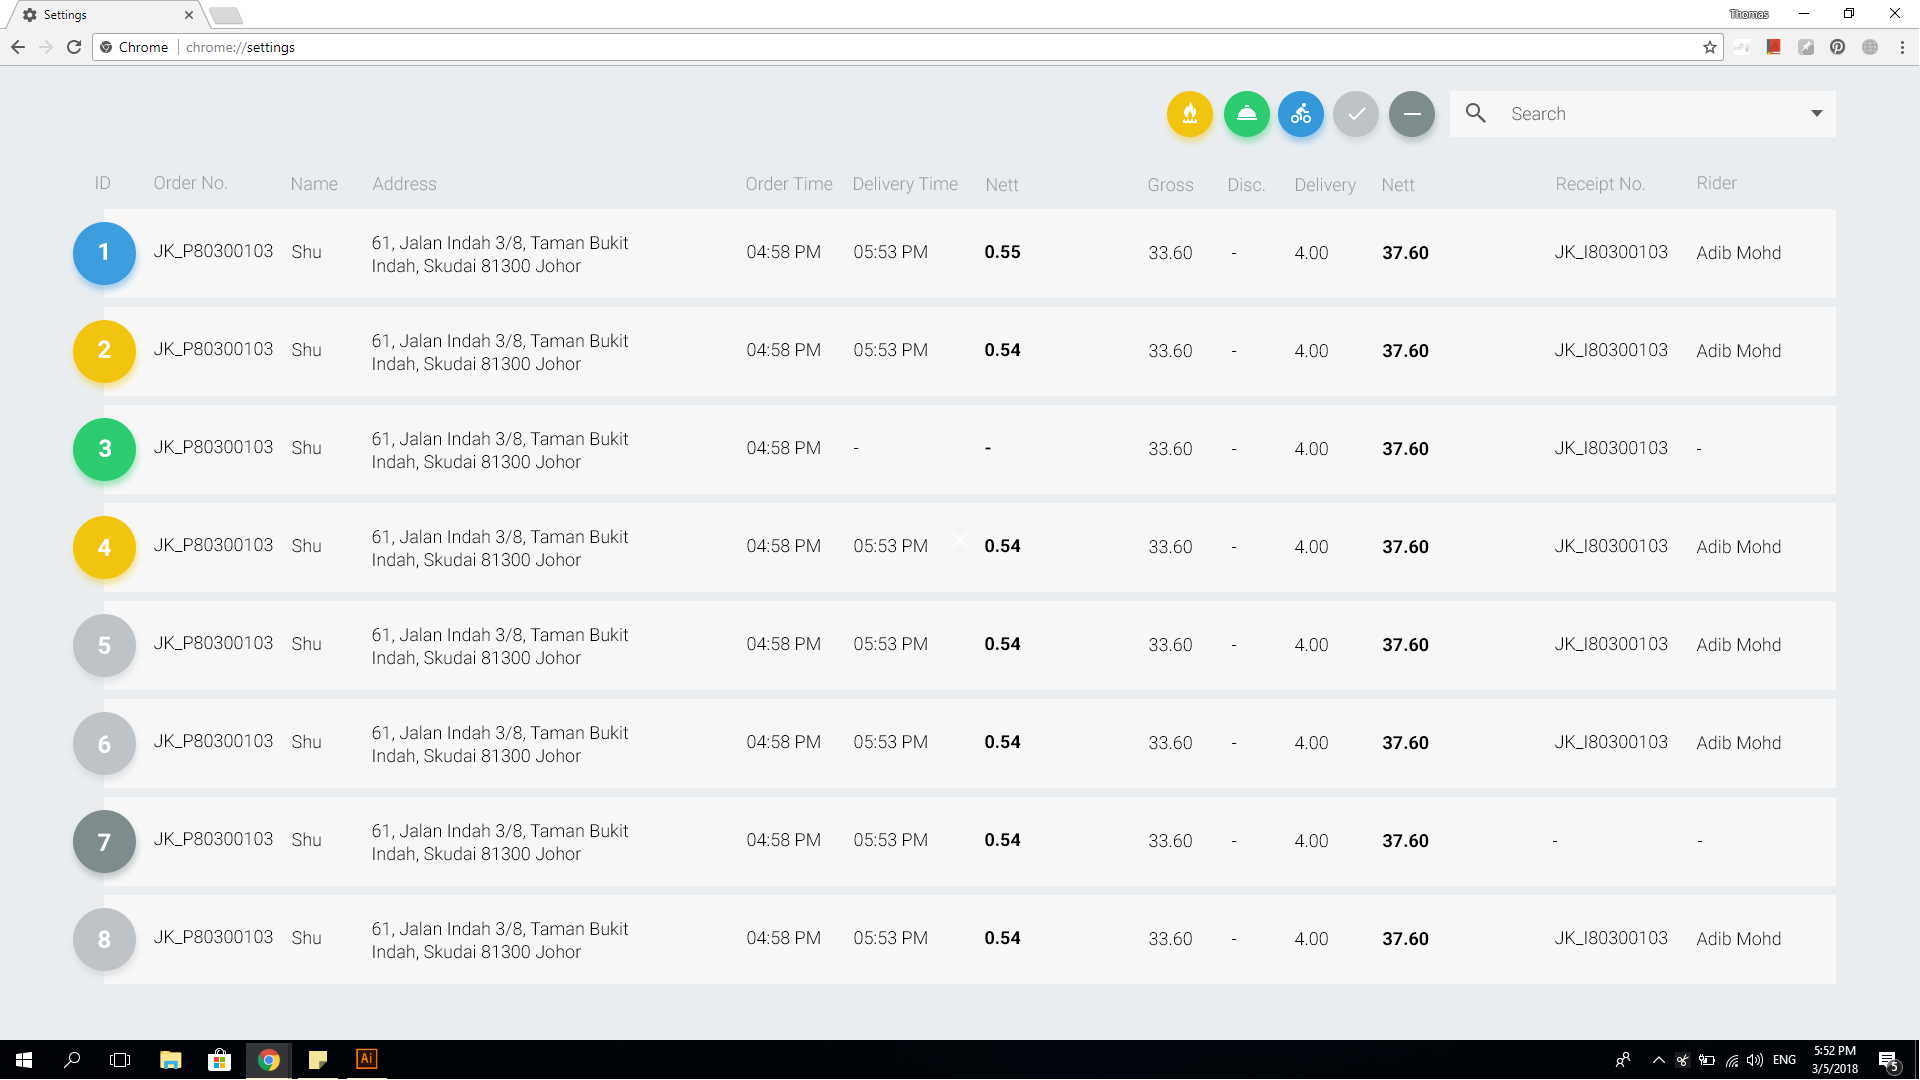 Settings
Thomas
Chrome chrome://settings
Search
ID Order No. Name Address Order Time Delivery Time Nett Gross Disc. Delivery Nett Receipt No. Rider
1 JK_P80300103 Shu 61, Jalan Indah 3/8, Taman Bukit 04:58 PM 05:53 PM 0.55 33.60 - 4.00 37.60 JK_I80300103 Adib Mohd
Indah, Skudai 81300 Johor
2 JK_P80300103 Shu 61, Jalan Indah 3/8, Taman Bukit 04:58 PM 05:53 PM 0.54 33.60 - 4.00 37.60 JK_I80300103 Adib Mohd
Indah, Skudai 81300 Johor
3 JK_P80300103 Shu 61, Jalan Indah 3/8, Taman Bukit 04:58 PM - - 33.60 - 4.00 37.60 JK_I80300103 -
Indah, Skudai 81300 Johor
4 JK_P80300103 Shu 61, Jalan Indah 3/8, Taman Bukit 04:58 PM 05:53 PM 0.54 33.60 - 4.00 37.60 JK_I80300103 Adib Mohd
Indah, Skudai 81300 Johor
5 JK_P80300103 Shu 61, Jalan Indah 3/8, Taman Bukit 04:58 PM 05:53 PM 0.54 33.60 - 4.00 37.60 JK_I80300103 Adib Mohd
Indah, Skudai 81300 Johor
6 JK_P80300103 Shu 61, Jalan Indah 3/8, Taman Bukit 04:58 PM 05:53 PM 0.54 33.60 - 4.00 37.60 JK_I80300103 Adib Mohd
Indah, Skudai 81300 Johor
7 JK_P80300103 Shu 61, Jalan Indah 3/8, Taman Bukit 04:58 PM 05:53 PM 0.54 33.60 - 4.00 37.60 - -
Indah, Skudai 81300 Johor
8 JK_P80300103 Shu 61, Jalan Indah 3/8, Taman Bukit 04:58 PM 05:53 PM 0.54 33.60 - 4.00 37.60 JK_I80300103 Adib Mohd
Indah, Skudai 81300 Johor
Ai
ENG
5:52 PM
3/5/2018
5